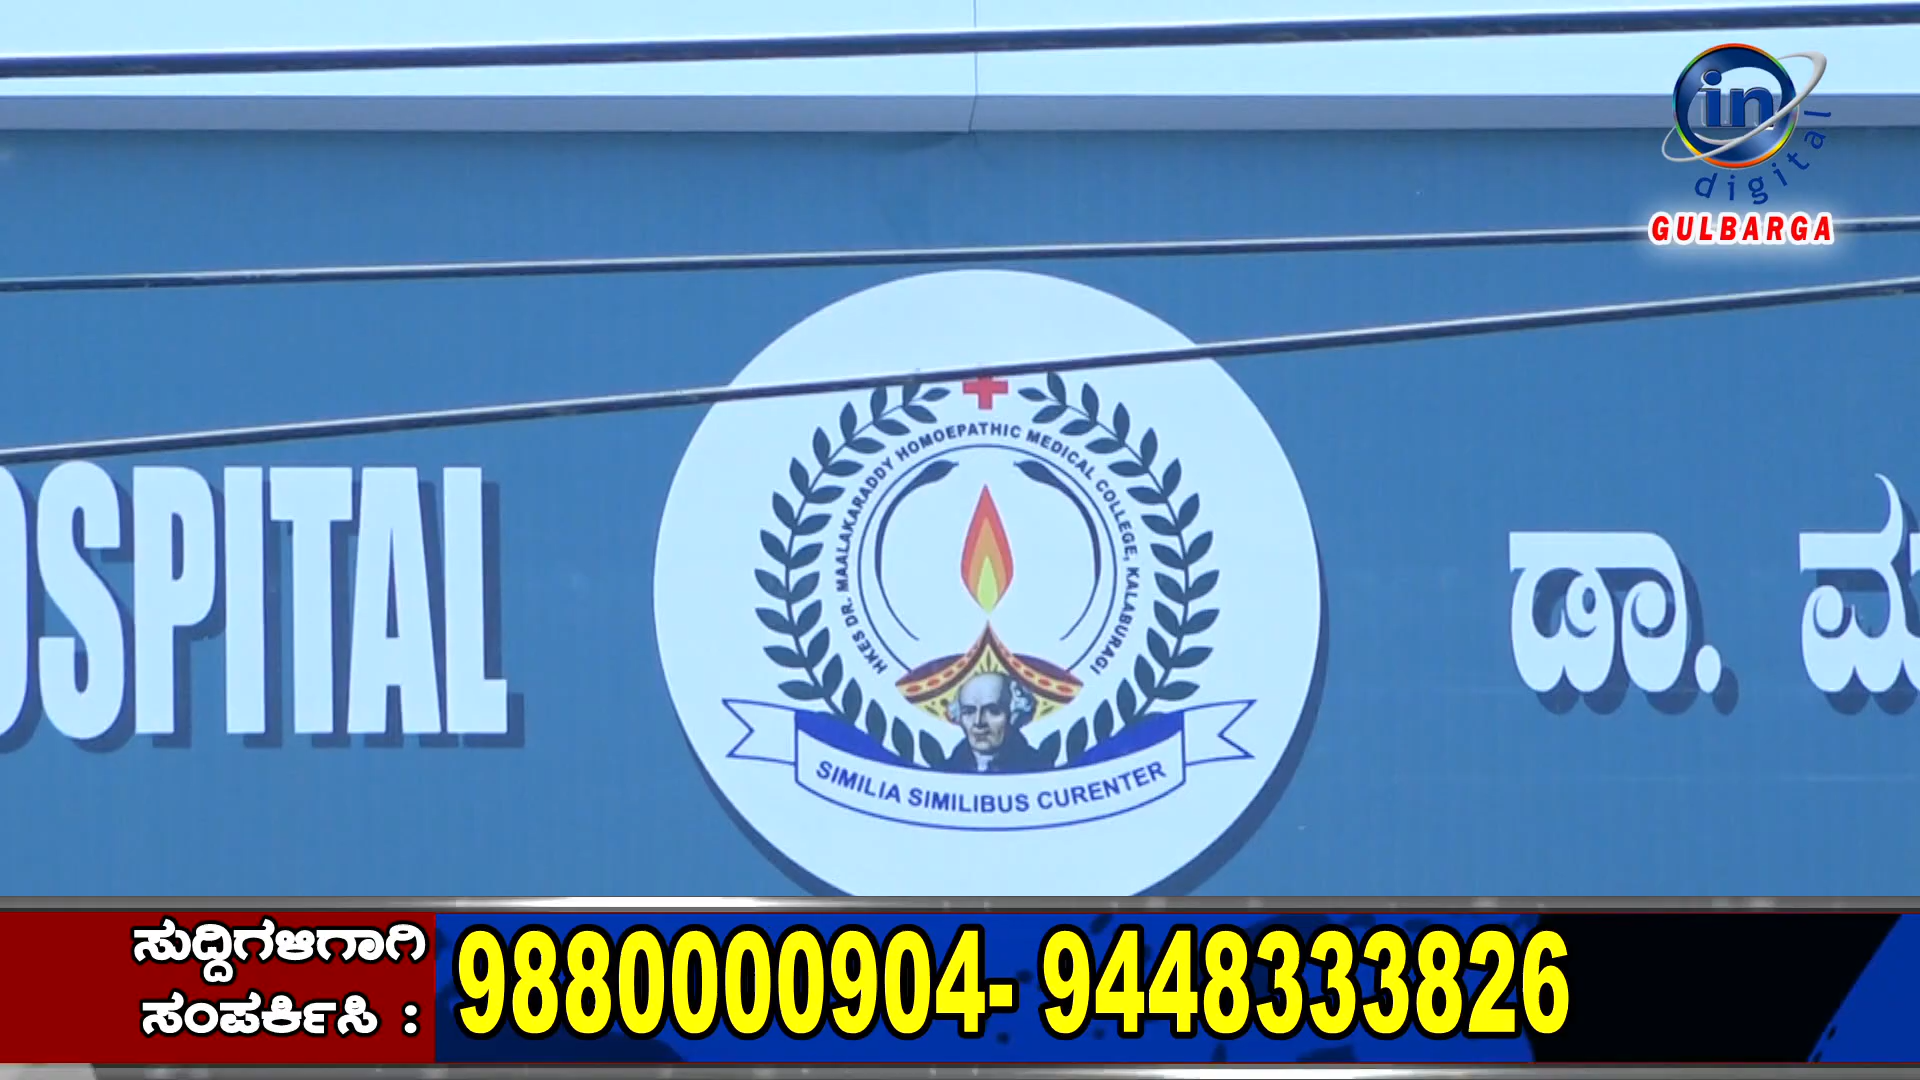 in
digital
GULBARGA
HKES DR. MAALAKARADDY HOMOEPATHIC MEDICAL COLLEGE, KALABURAGI
OSPITAL
ಡಾ. ಮ
SIMILIA SIMILIBUS CURENTER
ಸುದ್ದಿಗಳಿಗಾಗಿ
ಸಂಪರ್ಕಿಸಿ :
9880000904- 9448333826